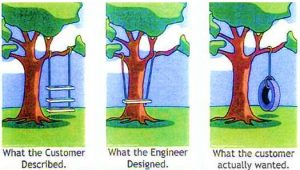 What the Customer
Described.
What the Engineer
Designed.
What the customer
actually wanted.